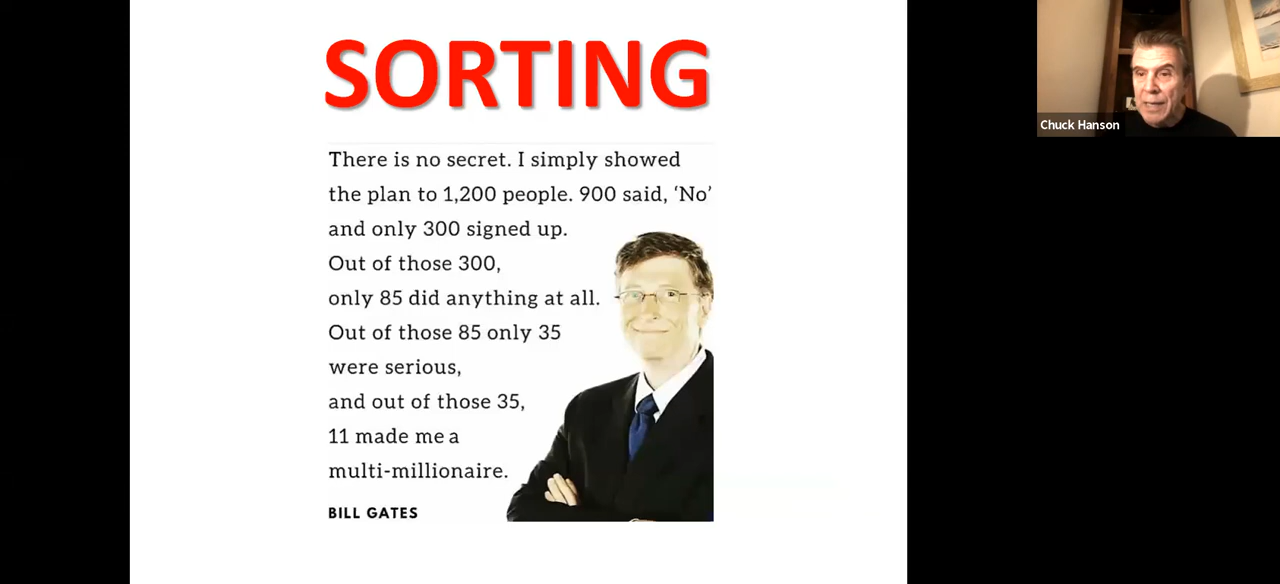 SORTING
There is no secret. I simply showed
the plan to 1,200 people. 900 said, ‘No’
and only 300 signed up.
Out of those 300,
only 85 did anything at all.
Out of those 85 only 35
were serious,
and out of those 35,
11 made me a
multi-millionaire.
BILL GATES
Chuck Hanson